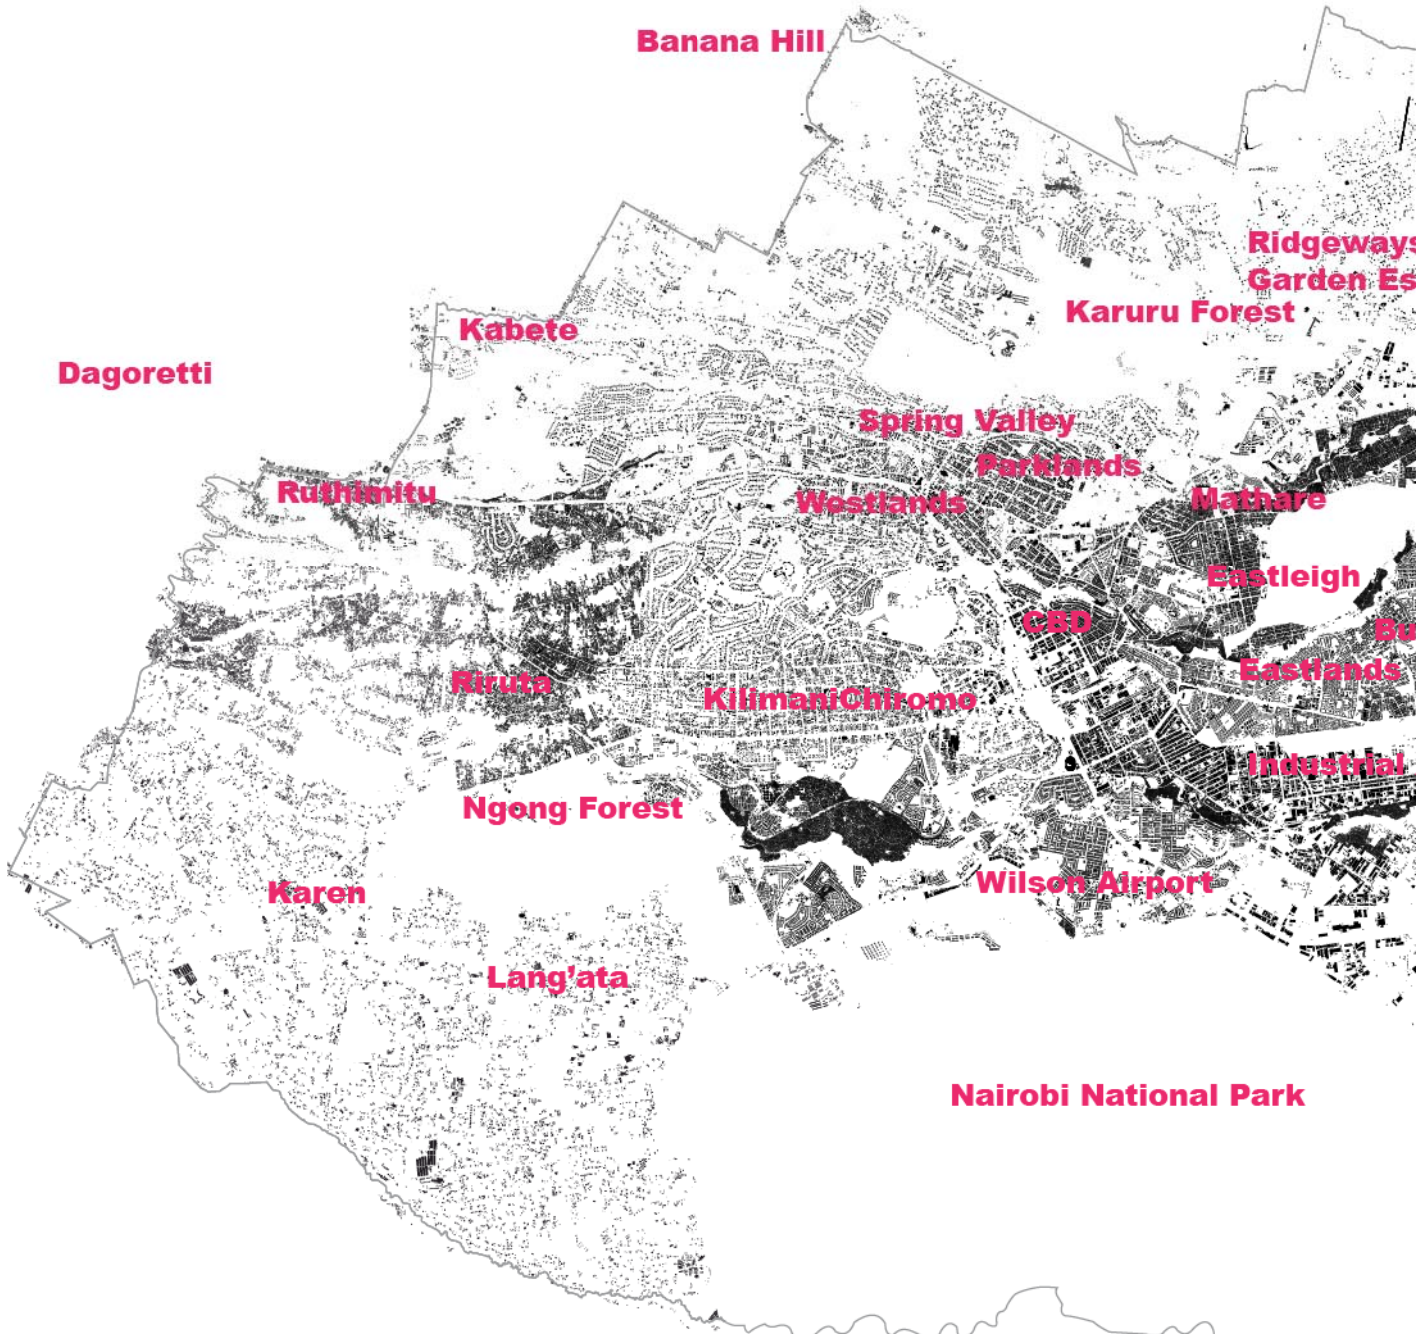 Banana Hill
Ridgeways
Garden Es
Karuru Forest
Kabete
Dagoretti
Spring Valley
Parklands
Ruthimitu
Westlands
Mathare
Eastleigh
CBD
Bu
Eastlands
Riruta
KilimaniChiromo
Industrial
Ngong Forest
Wilson Airport
Karen
Lang'ata
Nairobi National Park